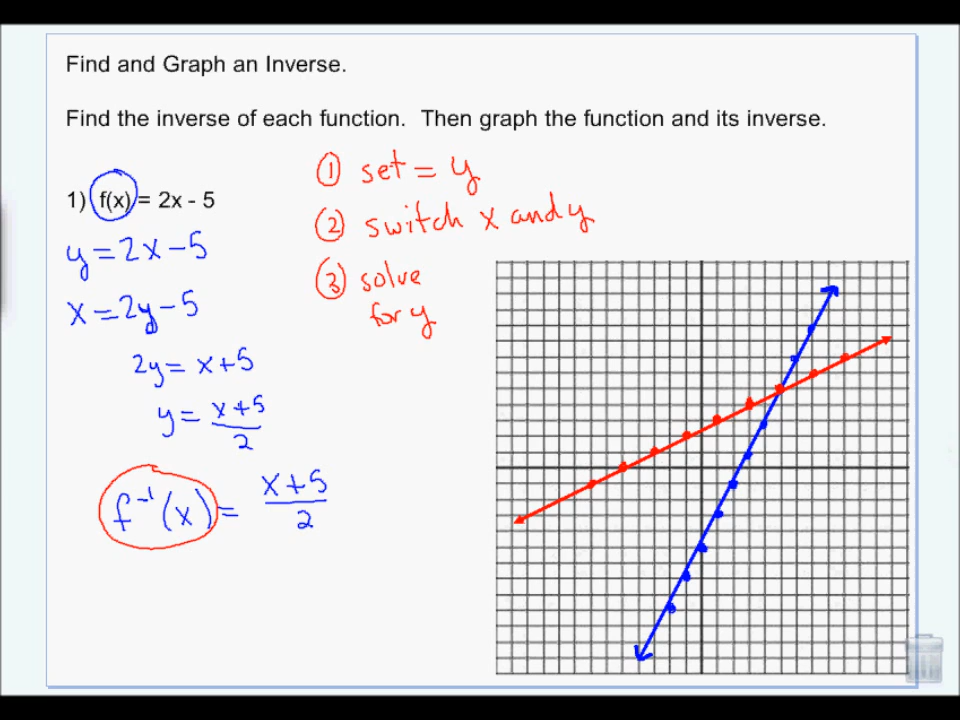 Find and Graph an Inverse.
Find the inverse of each function. Then graph the function and its inverse.
1) f(x) = 2x - 5
y = 2x - 5
x = 2y - 5
2y = x + 5
y = x + 5
2
f⁻¹(x) = x + 5
2
① set = y
② switch x and y
③ solve
for y